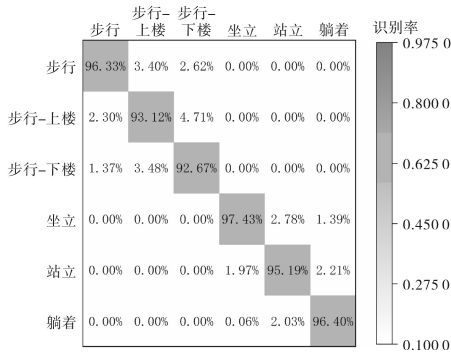 步行 步行– 上楼 步行– 下楼 坐立 站立 躺着 识别率
步行 96.33% 3.40% 2.62% 0.00% 0.00% 0.00%
步行–上楼 2.30% 93.12% 4.71% 0.00% 0.00% 0.00%
步行–下楼 1.37% 3.48% 92.67% 0.00% 0.00% 0.00%
坐立 0.00% 0.00% 0.00% 97.43% 2.78% 1.39%
站立 0.00% 0.00% 0.00% 1.97% 95.19% 2.21%
躺着 0.00% 0.00% 0.00% 0.06% 2.03% 96.40%
0.975 0
0.800 0
0.625 0
0.450 0
0.275 0
0.100 0